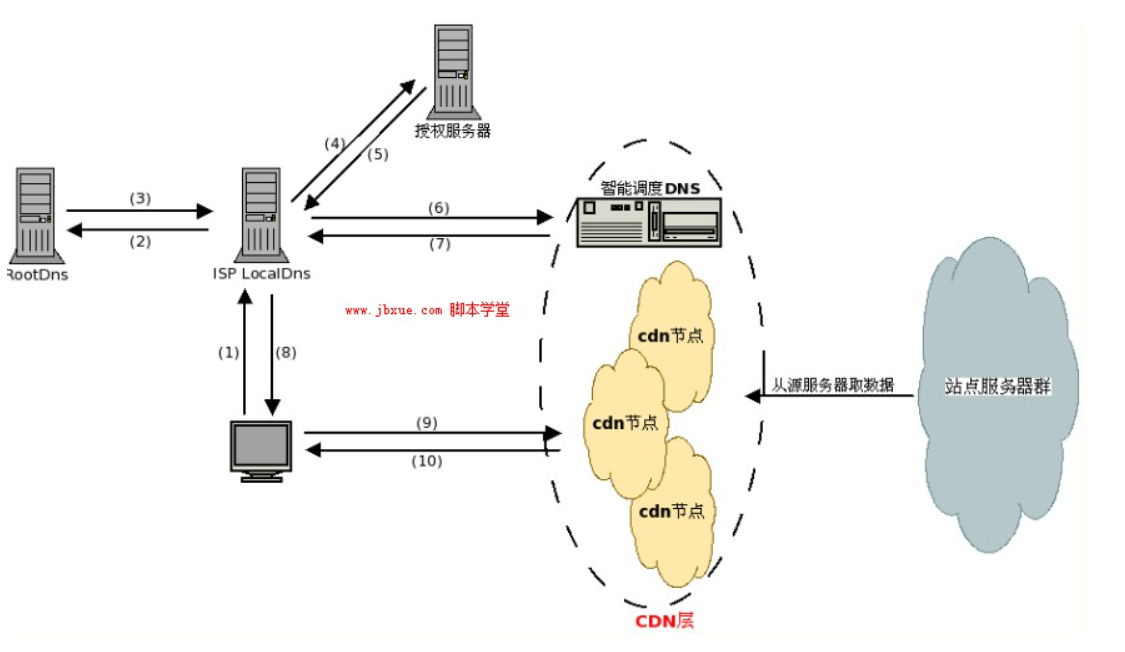 授权服务器
(4)
(5)
智能调度DNS
(3)
(2)
(6)
(7)
RootDns
ISP LocalDns
www.jbxue.com 脚本学堂
cdn节点
(1)
(8)
从源服务器取数据
站点服务器群
cdn节点
(9)
(10)
cdn节点
CDN层